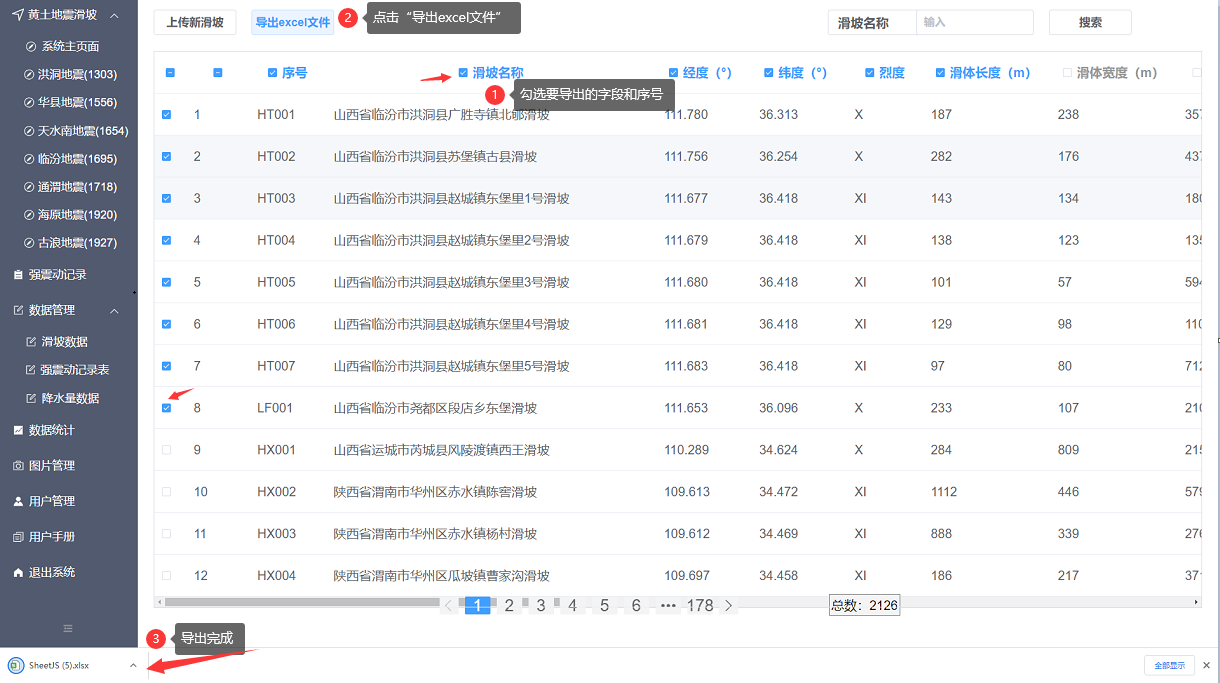 黄土地震滑坡
系统主页面
洪洞地震(1303)
华县地震(1556)
天水南地震(1654)
临汾地震(1695)
通渭地震(1718)
海原地震(1920)
古浪地震(1927)
强震动记录
数据管理
滑坡数据
强震动记录表
降水量数据
数据统计
图片管理
用户管理
用户手册
退出系统
上传新滑坡 导出excel文件 2 点击“导出excel文件” 滑坡名称 输入 搜索
序号 滑坡名称 经度（°） 纬度（°） 烈度 滑体长度（m） 滑体宽度（m）
1 勾选要导出的字段和序号
1 HT001 山西省临汾市洪洞县广胜寺镇北郇滑坡 111.780 36.313 X 187 238 357
2 HT002 山西省临汾市洪洞县苏堡镇古县滑坡 111.756 36.254 X 282 176 437
3 HT003 山西省临汾市洪洞县赵城镇东堡里1号滑坡 111.677 36.418 XI 143 134 180
4 HT004 山西省临汾市洪洞县赵城镇东堡里2号滑坡 111.679 36.418 XI 138 123 135
5 HT005 山西省临汾市洪洞县赵城镇东堡里3号滑坡 111.680 36.418 XI 101 57 594
6 HT006 山西省临汾市洪洞县赵城镇东堡里4号滑坡 111.681 36.418 XI 129 98 110
7 HT007 山西省临汾市洪洞县赵城镇东堡里5号滑坡 111.683 36.418 XI 97 80 712
8 LF001 山西省临汾市尧都区段店乡东堡滑坡 111.653 36.096 X 233 107 210
9 HX001 山西省运城市芮城县风陵渡镇西王滑坡 110.289 34.624 X 284 809 215
10 HX002 陕西省渭南市华州区赤水镇陈窑滑坡 109.613 34.472 XI 1112 446 579
11 HX003 陕西省渭南市华州区赤水镇杨村滑坡 109.612 34.469 XI 888 339 276
12 HX004 陕西省渭南市华州区瓜坡镇曹家沟滑坡 109.697 34.458 XI 186 217 371
1 2 3 4 5 6 ••• 178 总数：2126
3 导出完成
SheetJS (5).xlsx 全部显示